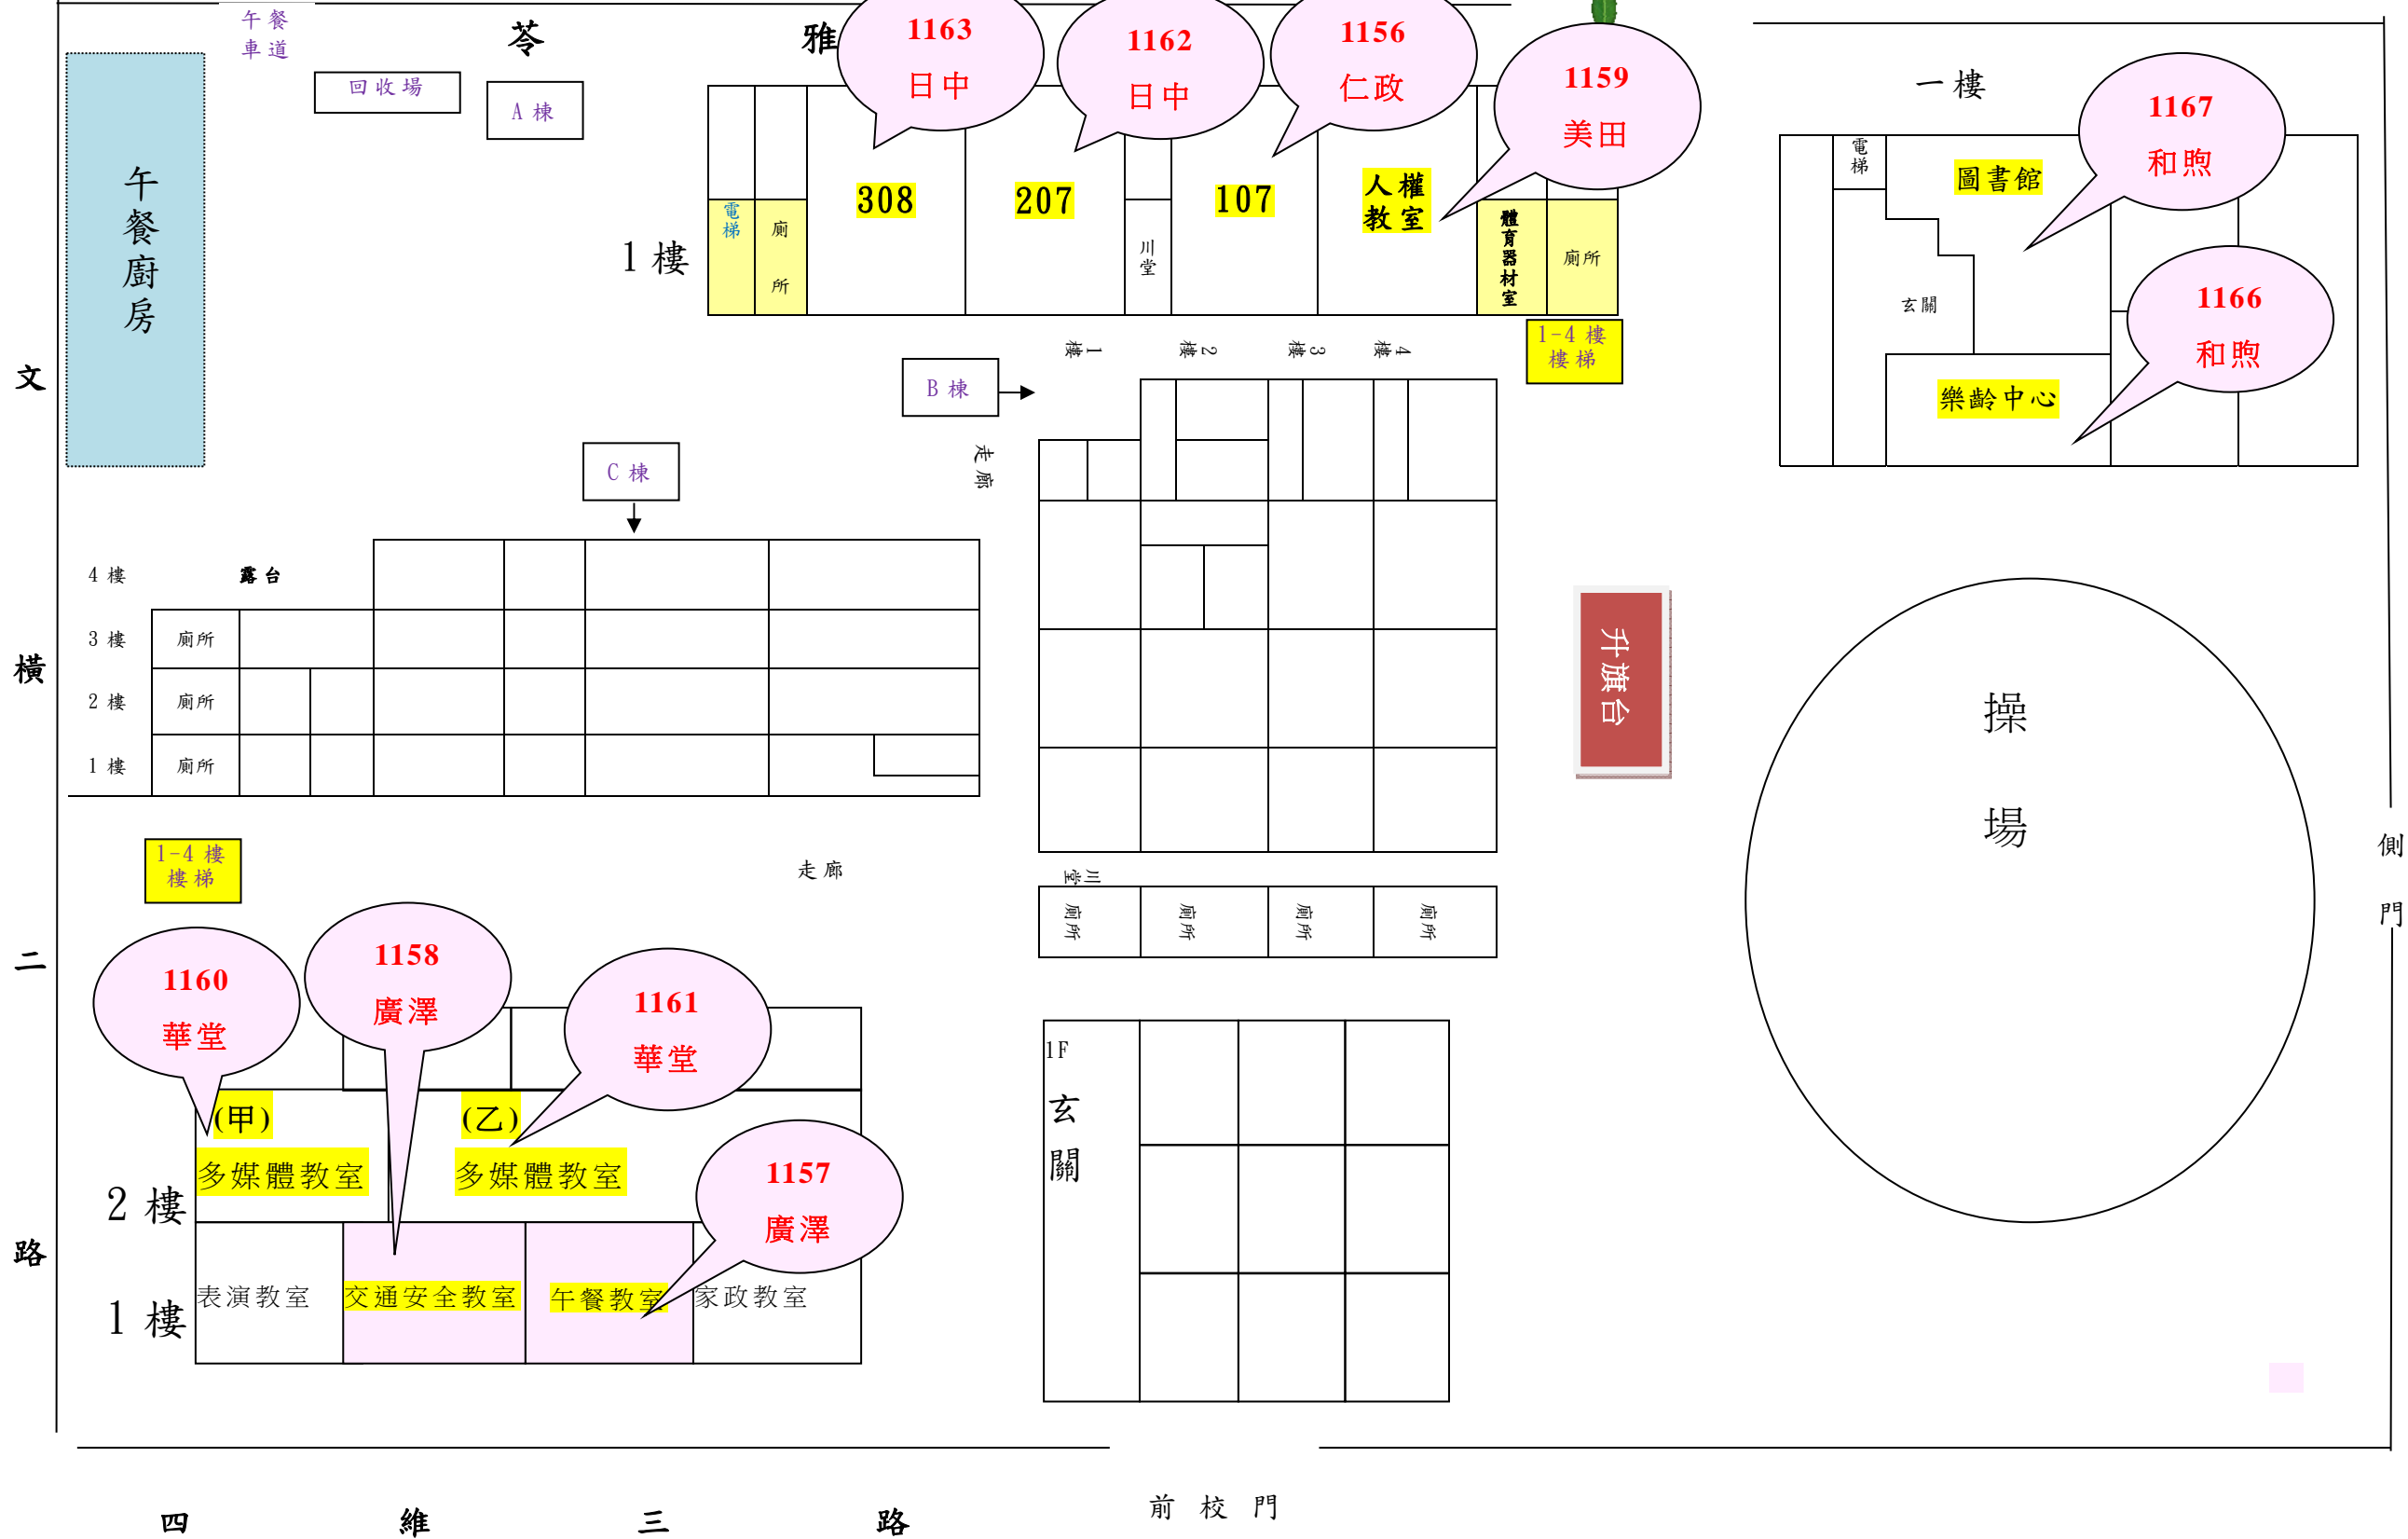 午餐
車道
苓
雅
回收場
A 棟
1163
日中
1162
日中
1156
仁政
1159
美田
一樓
1167
和煦
電梯
圖書館
玄關
1166
和煦
樂齡中心
午餐廚房
1 樓
電梯
廁所
308
207
川堂
107
人權
教室
體育器材室
廁所
1-4 樓
樓梯
1樓
2樓
3樓
4樓
B 棟
走廊
C 棟
文
橫
二
路
4 樓
露台
3 樓
廁所
2 樓
廁所
1 樓
廁所
升旗台
操
場
側
門
1-4 樓
樓梯
走廊
川堂
廁所
廁所
廁所
廁所
1160
華堂
1158
廣澤
1161
華堂
(甲)
多媒體教室
(乙)
多媒體教室
1157
廣澤
2 樓
1 樓
表演教室
交通安全教室
午餐教室
家政教室
1F
玄
關
四
維
三
路
前校門